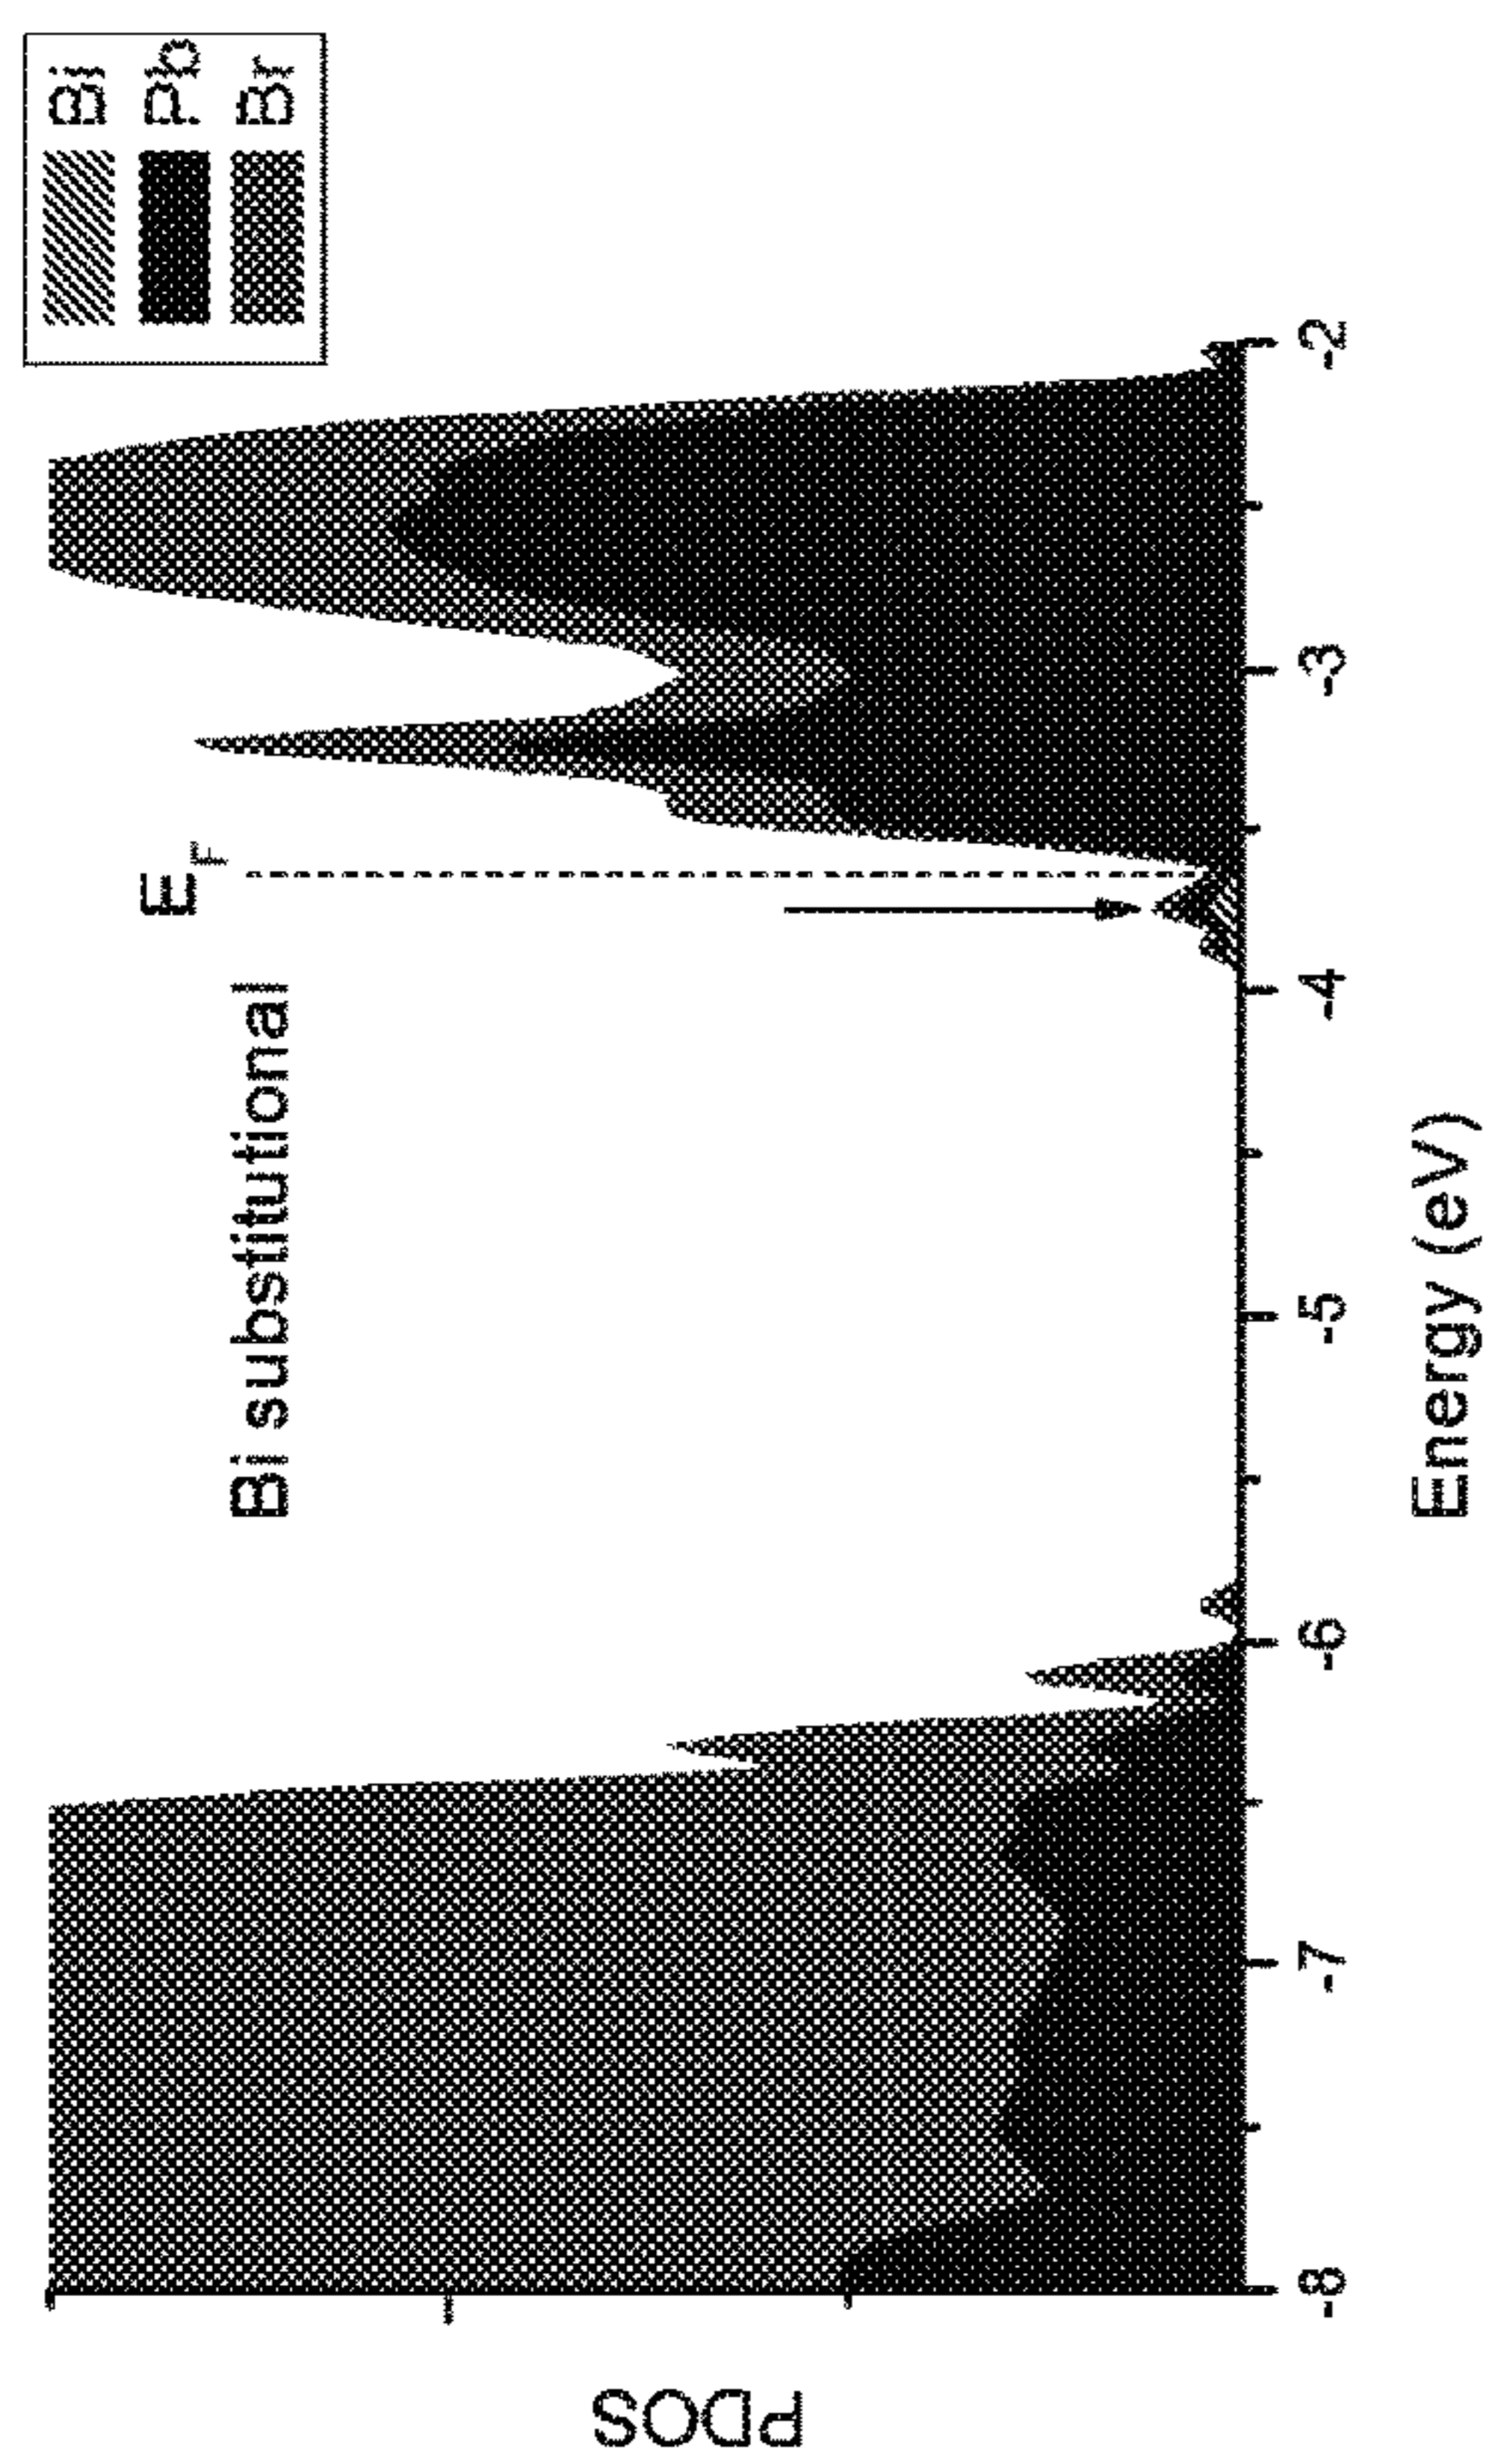 Bi
Pb
Br
E_F
Bi substitutional
PDOS
-8
-7
-6
-5
-4
-3
-2
Energy (eV)